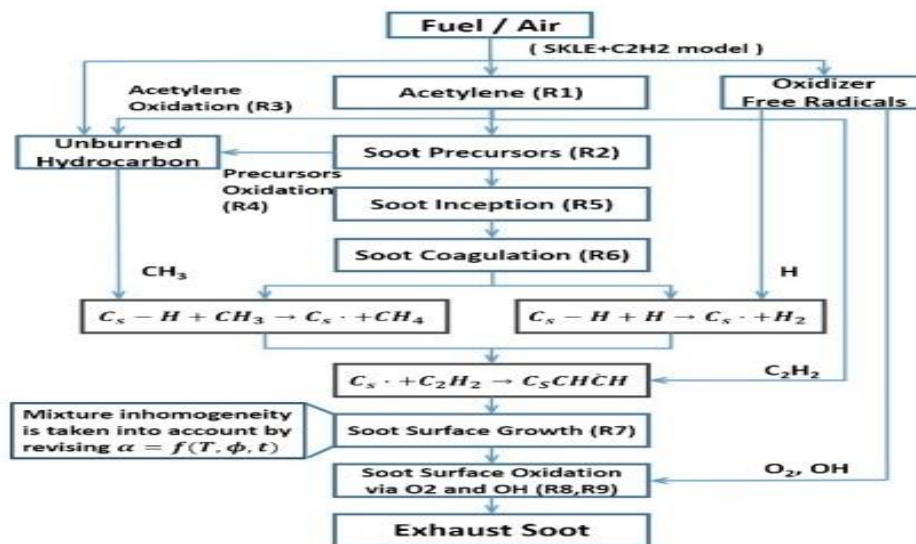 Fuel / Air
( SKLE+C2H2 model )
Acetylene
Oxidation (R3)
Acetylene (R1)
Oxidizer
Free Radicals
Unburned
Hydrocarbon
Soot Precursors (R2)
Precursors
Oxidation
(R4)
Soot Inception (R5)
Soot Coagulation (R6)
CH₃
H
Cₛ − H + CH₃ → Cₛ · +CH₄
Cₛ − H + H → Cₛ · +H₂
Cₛ · +C₂H₂ → C_SCHĊH
C₂H₂
Mixture inhomogeneity
is taken into account by
revising α = f(T, ϕ, t)
Soot Surface Growth (R7)
Soot Surface Oxidation
via O2 and OH (R8,R9)
O₂, OH
Exhaust Soot